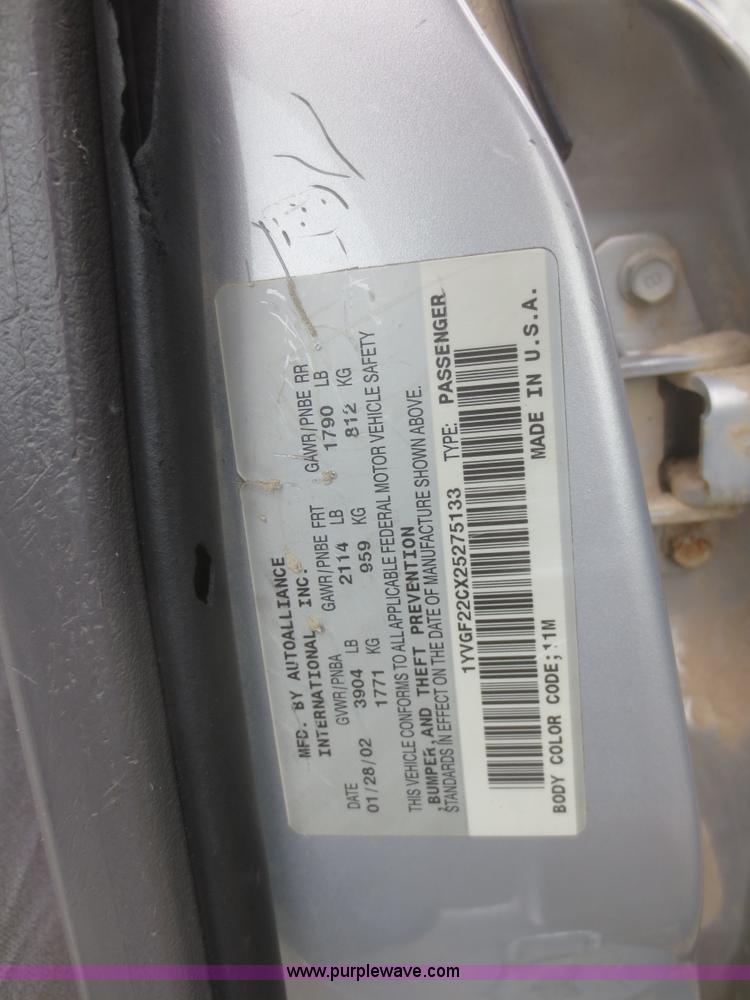 MFD. BY AUTOALLIANCE
INTERNATIONAL, INC.
DATE GVWR/PNBA GAWR/PNBE FRT GAWR/PNBE RR
01/28/02 3904 LB 2114 LB 1790 LB
1771 KG 959 KG 812 KG
THIS VEHICLE CONFORMS TO ALL APPLICABLE FEDERAL MOTOR VEHICLE SAFETY
, BUMPER, AND THEFT PREVENTION
STANDARDS IN EFFECT ON THE DATE OF MANUFACTURE SHOWN ABOVE.
1YVGF22CX25275133 TYPE: PASSENGER
BODY COLOR CODE; 11M MADE IN U.S.A.
www.purplewave.com